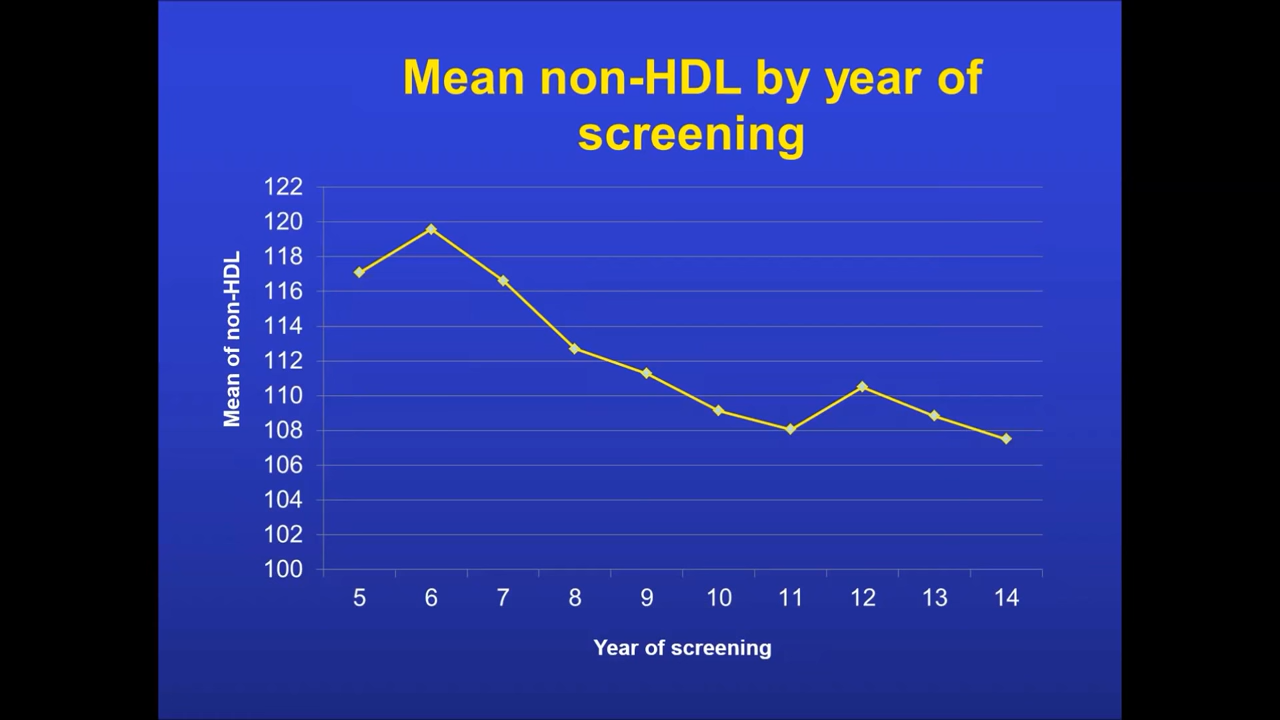 Mean non-HDL by year of
screening
122
120
118
116
114
112
110
108
106
104
102
100
Mean of non-HDL
5 6 7 8 9 10 11 12 13 14
Year of screening